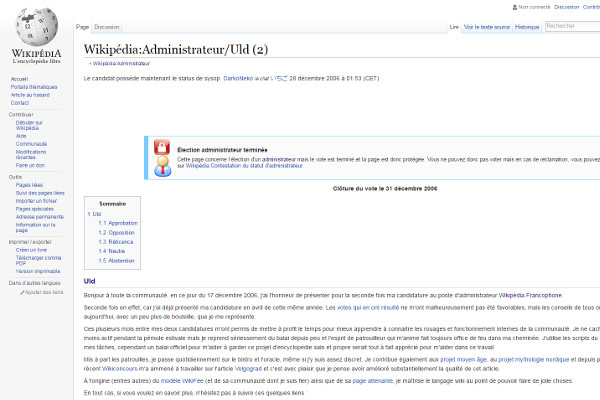 Non connecté Discussion Contrib
Page Discussion Lire Voir le texte source Historique Rechercher
WIKIPÉDIA
L'encyclopédie libre
Accueil
Portails thématiques
Article au hasard
Contact
Contribuer
Débuter sur
Wikipédia
Aide
Communauté
Modifications
récentes
Faire un don
Outils
Pages liées
Suivi des pages liées
Importer un fichier
Pages spéciales
Adresse permanente
Information sur la
page
Imprimer / exporter
Créer un livre
Télécharger comme
PDF
Version imprimable
Dans d'autres langues
Ajouter des liens
Wikipédia:Administrateur/Uld (2)
< Wikipédia:Administrateur
Le candidat possède maintenant le status de sysop. DarkoNeko いちご 28 décembre 2006 à 01:53 (CET)
Élection administrateur terminée
Cette page concerne l'élection d'un administrateur mais le vote est terminé et la page est donc protégée. Vous ne pouvez donc pas voter mais en cas de réclamation, vous pouvez
sur Wikipédia:Contestation du statut d'administrateur
Clôture du vote le 31 décembre 2006
Sommaire
1 Uld
1.1 Approbation
1.2 Opposition
1.3 Réticence
1.4 Neutre
1.5 Abstention
Uld
Bonjour à toute la communauté, en ce jour du 17 décembre 2006, j'ai l'honneur de présenter pour la seconde fois ma candidature au poste d'administrateur Wikipédia Francophone.
Seconde fois en effet, car j'ai déjà présenté ma candidature en avril de cette même année. Les votes qui en ont résulté ne m'ont malheureusement pas été favorables, mais les conseils de tous on
aujourd'hui, avec un peu plus de bouteille, que je me représente.
Ces plusieurs mois entre mes deux candidatures m'ont permis de mettre à profit le temps pour mieux apprendre à connaitre les rouages et fonctionnement internes de la communauté. Je ne cach
moins actif pendant la période estivale mais je reprend sérieusement du balai depuis peu et l'esprit de patrouilleur qui m'anime fait toujours office de feu dans ma cheminée. J'utilise les scripts du
mes tâches, cependant un balai officiel pour m'aider à garder ce projet d'encyclopédie sain et propre serait tout à fait apprécié pour m'aider dans ce travail.
Mis à part les patrouilles, je passe quotidiennement sur le bistro et l'oracle, même si j'y suis assez discret. Je contribue également aux projet moyen âge, au projet mythologie nordique et depuis p
récent Wikiconcours m'a ammener à travailler sur l'article Volgograd et c'est avec plaisir que je pense avoir amélioré substantiellement la qualité de cet article.
À l'origine (entres autres) du modèle WikiFée (et de sa communauté dont je suis fier) ainsi que de sa page attenante, je maîtrise le langage wiki au point de pouvoir faire de jolie choses.
En tout cas, si vous voulez en savoir plus, n'hésitez pas à suivre ces quelques liens :